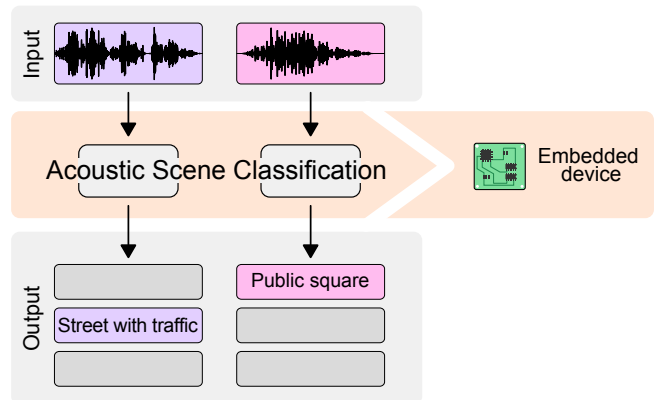 Input
Acoustic Scene Classification
Embedded
device
Output
Public square
Street with traffic